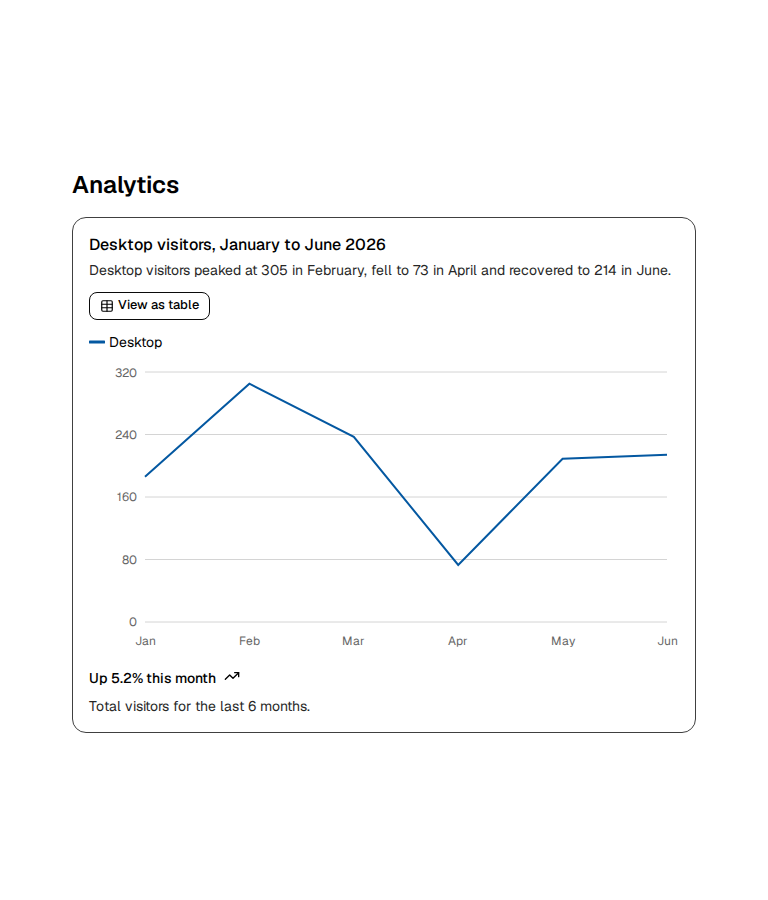 Analytics
Desktop visitors, January to June 2026
Desktop visitors peaked at 305 in February, fell to 73 in April and recovered to 214 in June.
View as table
Desktop
320
240
160
80
0
Jan Feb Mar Apr May Jun
Up 5.2% this month
Total visitors for the last 6 months.